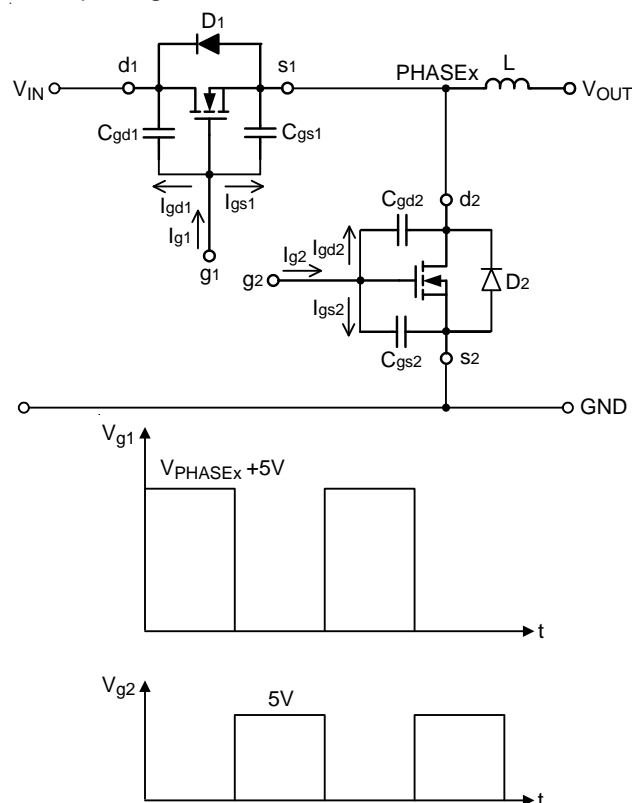 D1
d1
s1
L
VIN
PHASEx
VOUT
Cgd1
Cgs1
Igd1
Igs1
Ig1
g1
Cgd2
d2
Ig2
Igd2
g2
D2
Igs2
Cgs2
s2
GND
Vg1
VPHASEx +5V
t
Vg2
5V
t